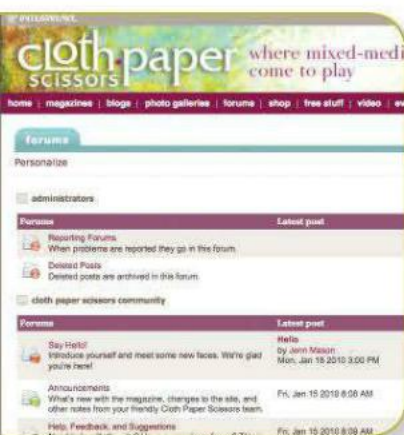 INTERWEAVE.
cloth·paper
scissors
where mixed-medi
come to play
home | magazines | blogs | photo galleries | forums | shop | free stuff | video | ev
forums
Personalize
administrators
Forums Latest post
Reporting Forums
When problems are reported they go in this forum.
Deleted Posts
Deleted posts are archived in this forum.
cloth paper scissors community
Forums Latest post
Say Hello!
Introduce yourself and meet some new faces. We're glad
you're here!
Hello
by Jenn Mason
Mon, Jan 18 2010 3:00 PM
Announcements
What's new with the magazine, changes to the site, and
other notes from your friendly Cloth Paper Scissors team.
Fri, Jan 15 2010 8:08 AM
Help, Feedback, and Suggestions
Fri, Jan 15 2010 8:09 AM